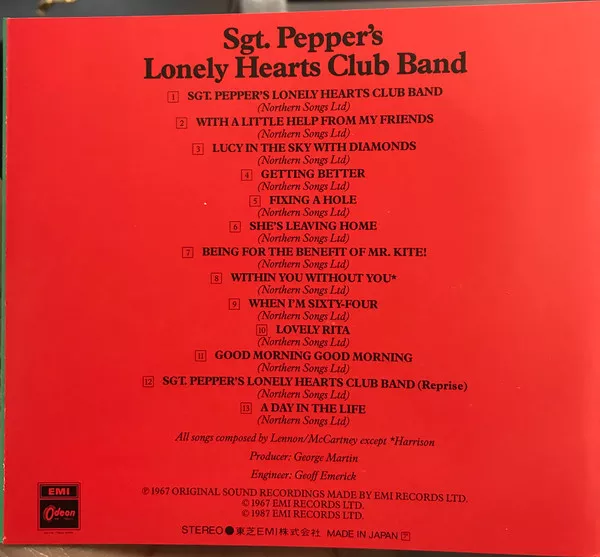 Sgt. Pepper's
Lonely Hearts Club Band
1 SGT. PEPPER'S LONELY HEARTS CLUB BAND
(Northern Songs Ltd)
2 WITH A LITTLE HELP FROM MY FRIENDS
(Northern Songs Ltd)
3 LUCY IN THE SKY WITH DIAMONDS
(Northern Songs Ltd)
4 GETTING BETTER
(Northern Songs Ltd)
5 FIXING A HOLE
(Northern Songs Ltd)
6 SHE'S LEAVING HOME
(Northern Songs Ltd)
7 BEING FOR THE BENEFIT OF MR. KITE!
(Northern Songs Ltd)
8 WITHIN YOU WITHOUT YOU*
(Northern Songs Ltd)
9 WHEN I'M SIXTY-FOUR
(Northern Songs Ltd)
10 LOVELY RITA
(Northern Songs Ltd)
11 GOOD MORNING GOOD MORNING
(Northern Songs Ltd)
12 SGT. PEPPER'S LONELY HEARTS CLUB BAND (Reprise)
(Northern Songs Ltd)
13 A DAY IN THE LIFE
(Northern Songs Ltd)
All songs composed by Lennon/McCartney except *Harrison
Producer: George Martin
Engineer: Geoff Emerick
℗ 1967 ORIGINAL SOUND RECORDINGS MADE BY EMI RECORDS LTD.
© 1967 EMI RECORDS LTD.
© 1987 EMI RECORDS LTD.
EMI
Odeon
STEREO ● 東芝EMI株式会社 MADE IN JAPAN